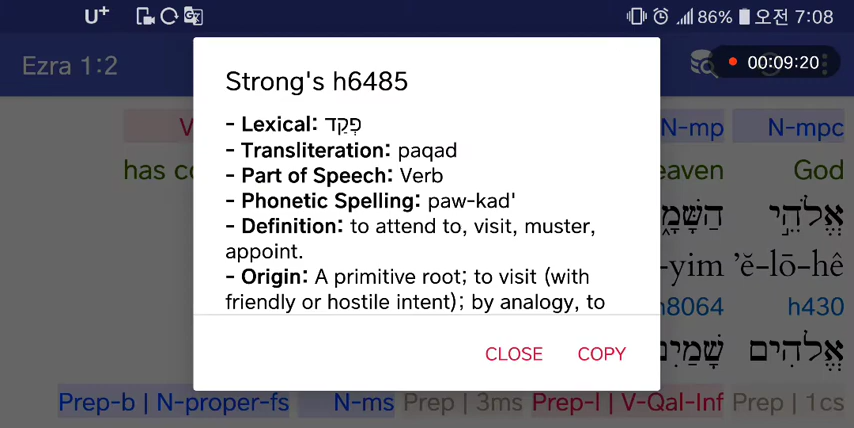 U+ 86% 오전 7:08
Ezra 1:2 00:09:20
Strong's h6485
- Lexical: פְּקַד
- Transliteration: paqad
- Part of Speech: Verb
- Phonetic Spelling: paw-kad'
- Definition: to attend to, visit, muster,
appoint.
- Origin: A primitive root; to visit (with
friendly or hostile intent); by analogy, to
CLOSE COPY
V N-mp N-mpc
has God
אֱלֹהֵ֖י
-yim ’ĕ-lō-hê
h8064 h430
שָׁמַיִם אֱלֹהִים
Prep-b | N-proper-fs N-ms Prep | 3ms Prep-l | V-Qal-Inf Prep | 1cs